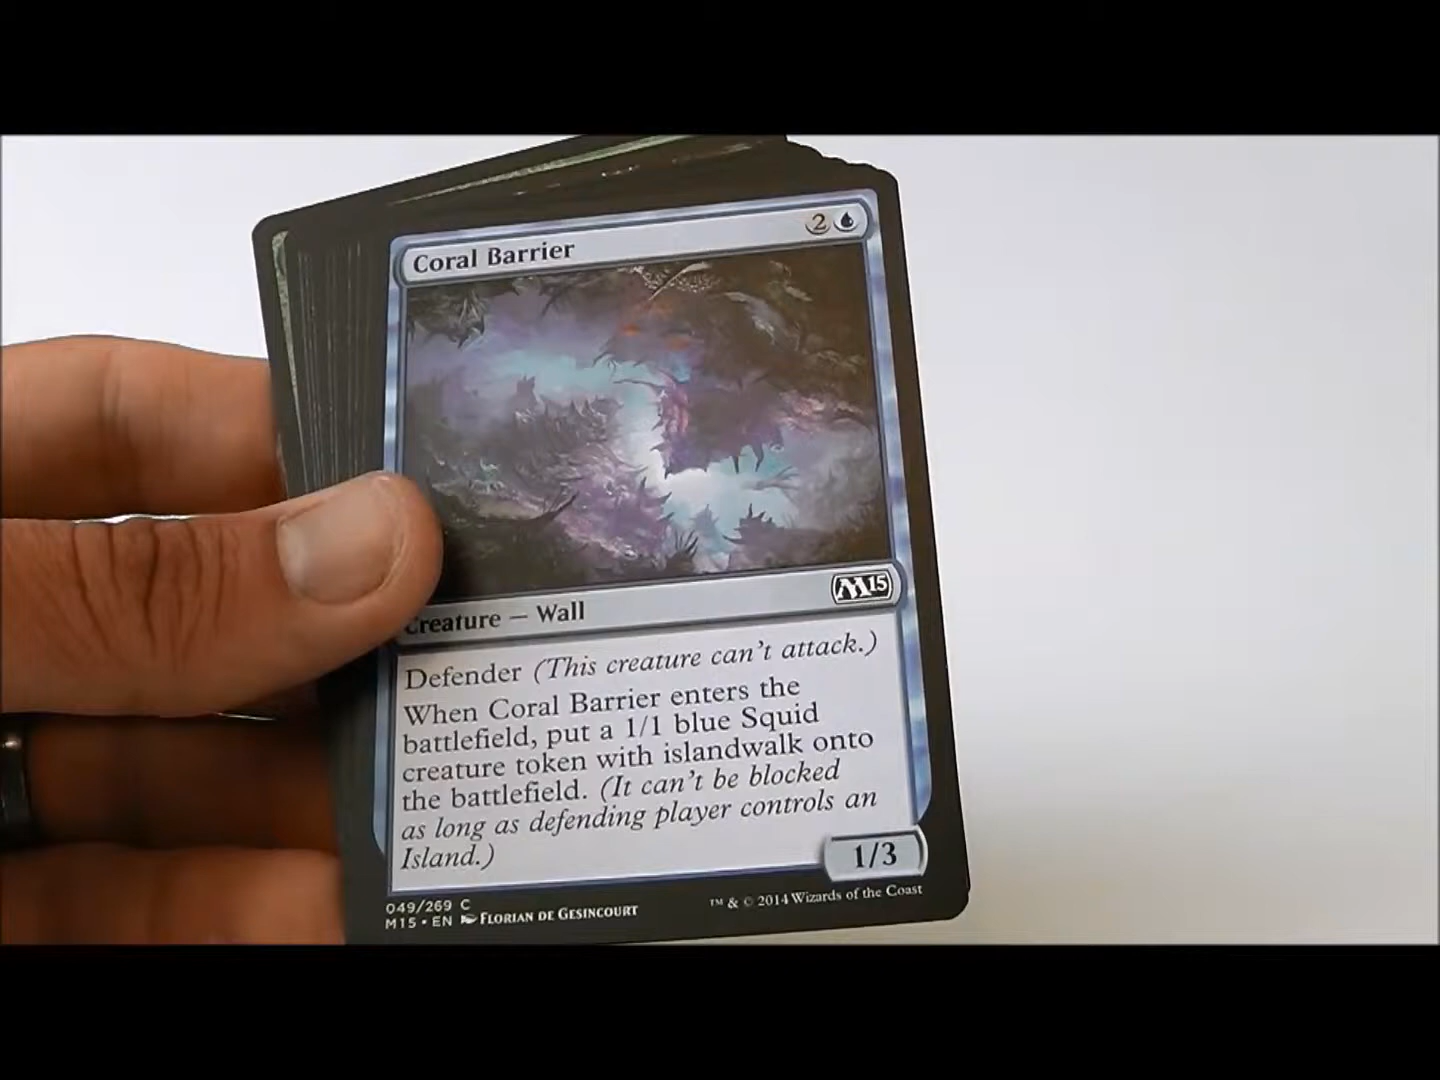 Coral Barrier 2
M15
Creature — Wall
Defender (This creature can't attack.)
When Coral Barrier enters the
battlefield, put a 1/1 blue Squid
creature token with islandwalk onto
the battlefield. (It can't be blocked
as long as defending player controls an
Island.)
1/3
049/269 C
M15 • EN Florian de Gesincourt
™ & © 2014 Wizards of the Coast